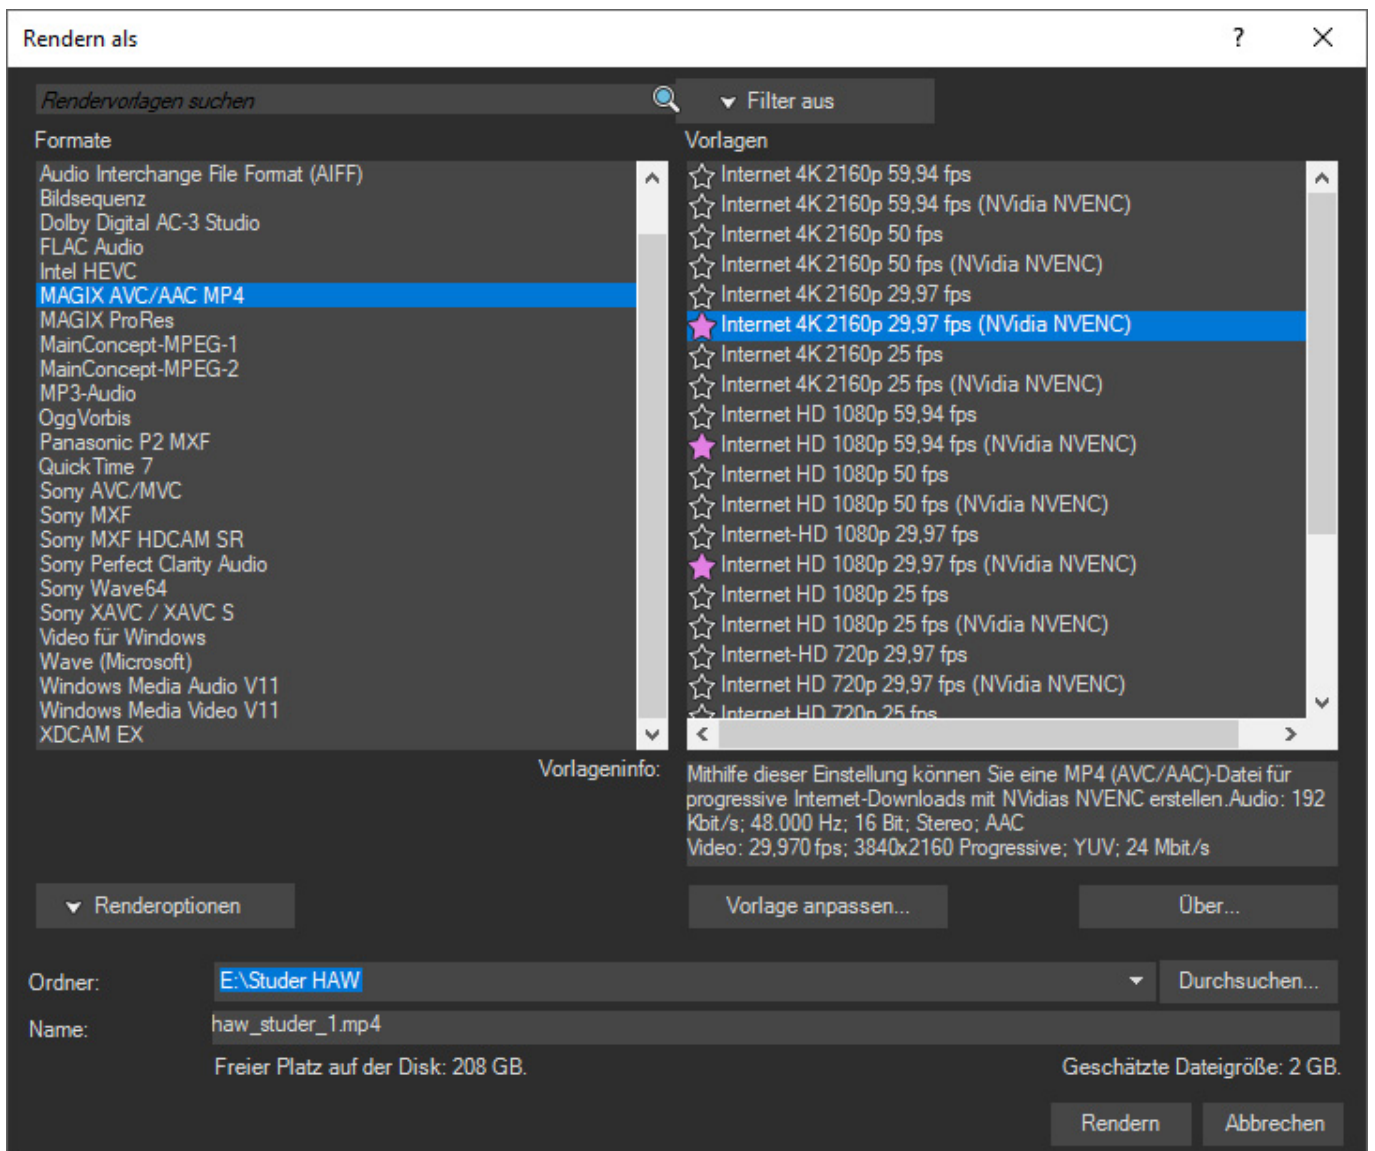 Rendern als
?
Rendervorlagen suchen
Filter aus
Formate
Audio Interchange File Format (AIFF)
Bildsequenz
Dolby Digital AC-3 Studio
FLAC Audio
Intel HEVC
MAGIX AVC/AAC MP4
MAGIX ProRes
MainConcept-MPEG-1
MainConcept-MPEG-2
MP3-Audio
OggVorbis
Panasonic P2 MXF
QuickTime 7
Sony AVC/MVC
Sony MXF
Sony MXF HDCAM SR
Sony Perfect Clarity Audio
Sony Wave64
Sony XAVC / XAVC S
Video für Windows
Wave (Microsoft)
Windows Media Audio V11
Windows Media Video V11
XDCAM EX
Vorlagen
Internet 4K 2160p 59,94 fps
Internet 4K 2160p 59,94 fps (NVidia NVENC)
Internet 4K 2160p 50 fps
Internet 4K 2160p 50 fps (NVidia NVENC)
Internet 4K 2160p 29,97 fps
Internet 4K 2160p 29,97 fps (NVidia NVENC)
Internet 4K 2160p 25 fps
Internet 4K 2160p 25 fps (NVidia NVENC)
Internet HD 1080p 59,94 fps
Internet HD 1080p 59,94 fps (NVidia NVENC)
Internet HD 1080p 50 fps
Internet HD 1080p 50 fps (NVidia NVENC)
Internet-HD 1080p 29,97 fps
Internet HD 1080p 29,97 fps (NVidia NVENC)
Internet HD 1080p 25 fps
Internet HD 1080p 25 fps (NVidia NVENC)
Internet-HD 720p 29,97 fps
Internet HD 720p 29,97 fps (NVidia NVENC)
Internet HD 720p 25 fps
Vorlageninfo:
Mithilfe dieser Einstellung können Sie eine MP4 (AVC/AAC)-Datei für
progressive Internet-Downloads mit NVidias NVENC erstellen.Audio: 192
Kbit/s; 48.000 Hz; 16 Bit; Stereo; AAC
Video: 29,970 fps; 3840x2160 Progressive; YUV; 24 Mbit/s
Renderoptionen
Vorlage anpassen...
Über...
Ordner:
E:\Studer HAW
Durchsuchen...
Name:
haw_studer_1.mp4
Freier Platz auf der Disk: 208 GB.
Geschätzte Dateigröße: 2 GB.
Rendern
Abbrechen